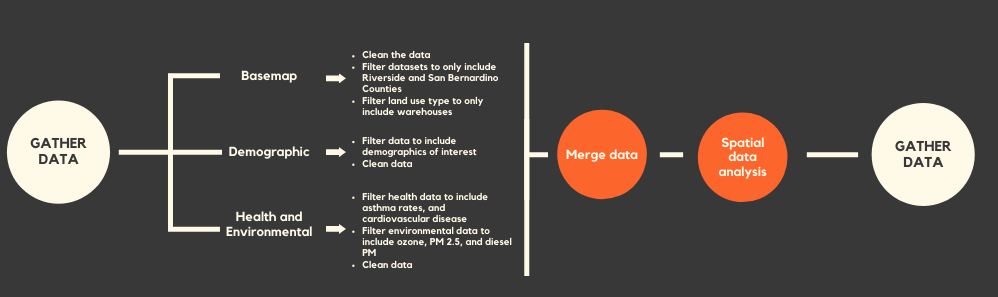 GATHER
DATA
Basemap
• Clean the data
• Filter datasets to only include
Riverside and San Bernardino
Counties
• Filter land use type to only
include warehouses
Demographic
• Filter data to include
demographics of interest
• Clean data
Health and
Environmental
• Filter health data to include
asthma rates, and
cardiovascular disease
• Filter environmental data to
include ozone, PM 2.5, and diesel
PM
• Clean data
Merge data
Spatial
data
analysis
GATHER
DATA